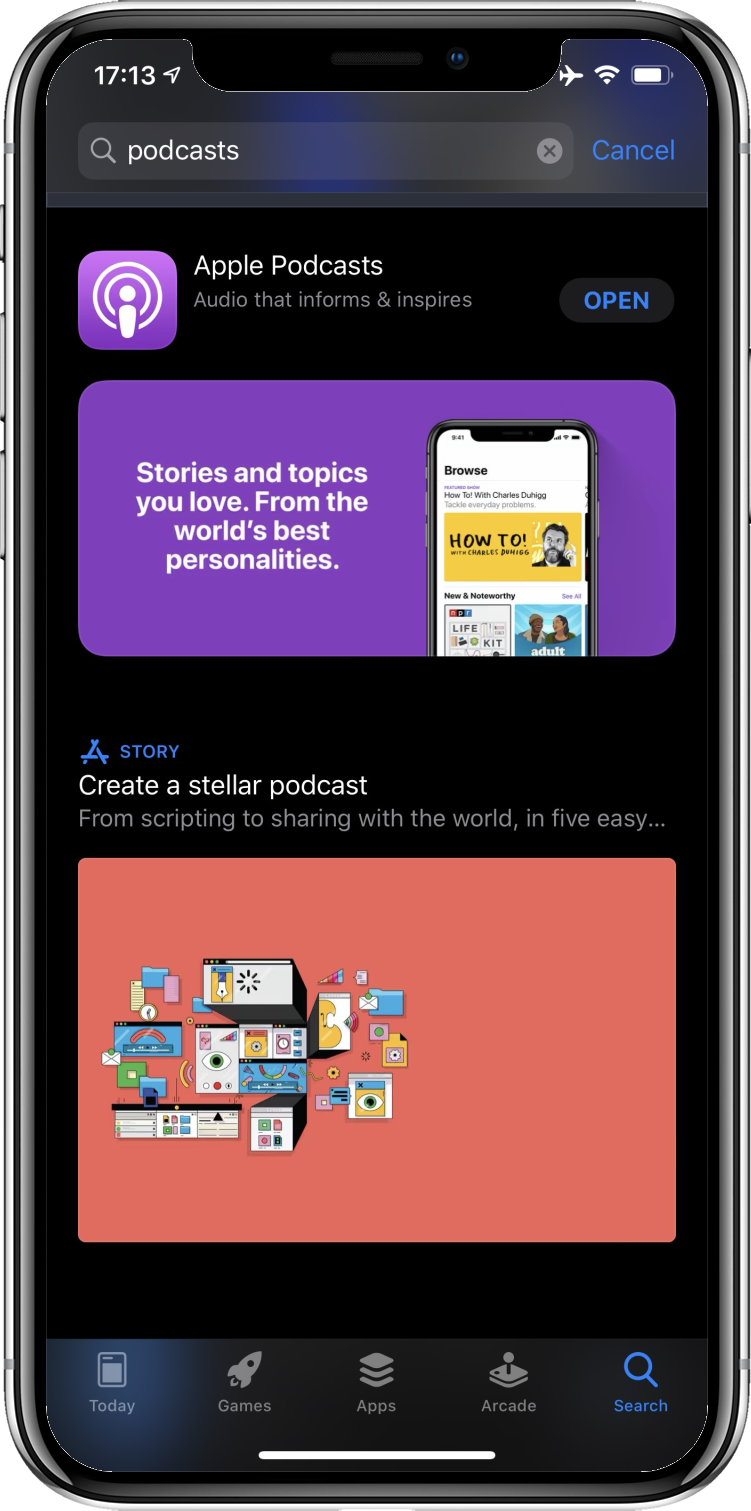 17:13
podcasts
Cancel
Apple Podcasts
Audio that informs & inspires
OPEN
Stories and topics
you love. From the
world's best
personalities.
9:41
Browse
FEATURED SHOW
How To! With Charles Duhigg
Tackle everyday problems.
HOW TO!
WITH CHARLES DUHIGG
New & Noteworthy
See All
npr
LIFE
KIT
adult
STORY
Create a stellar podcast
From scripting to sharing with the world, in five easy...
Today
Games
Apps
Arcade
Search